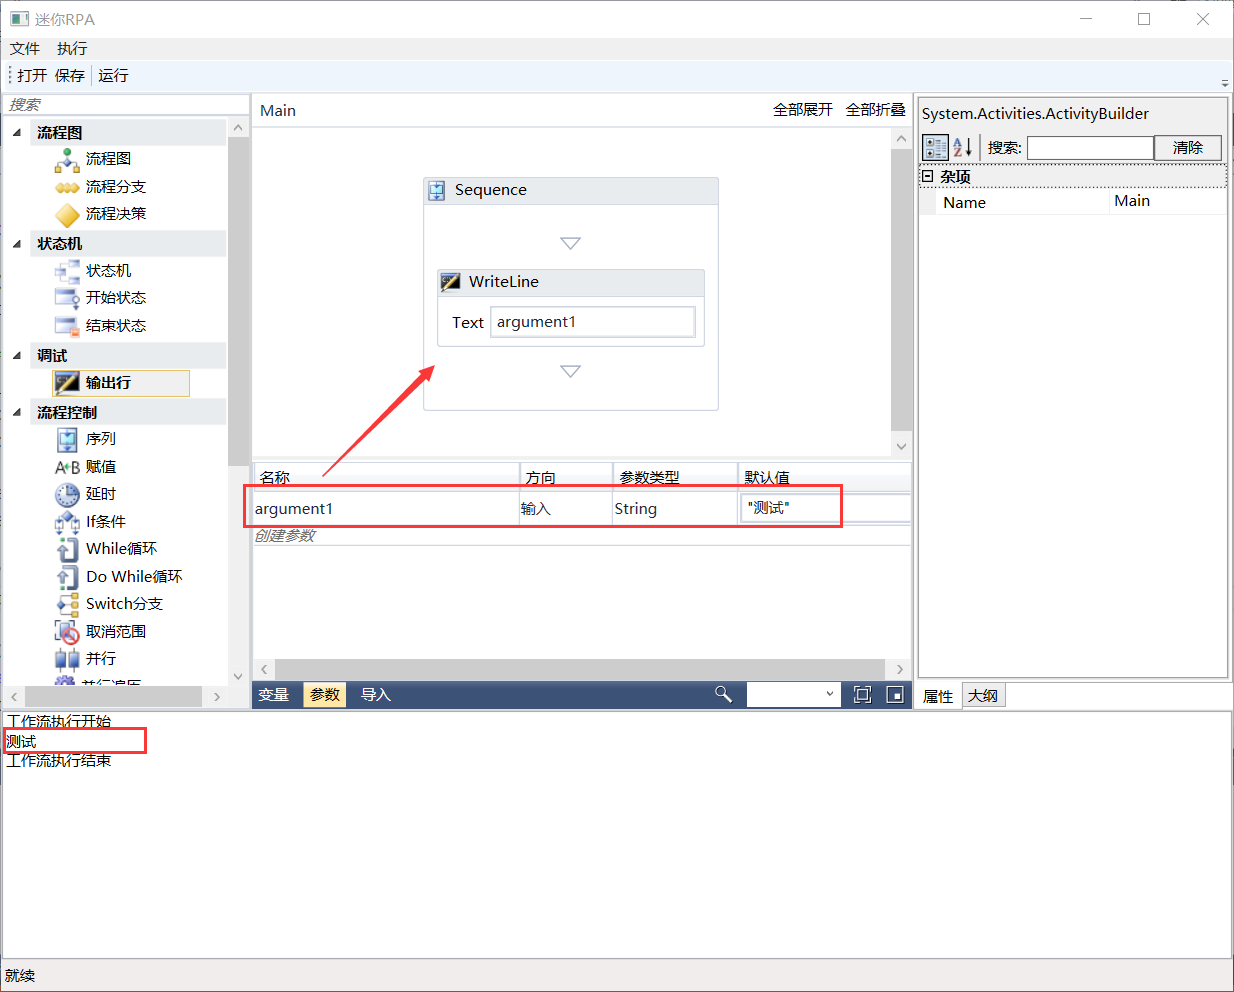 迷你RPA
文件 执行
打开 保存 运行
搜索
流程图
流程图
流程分支
流程决策
状态机
状态机
开始状态
结束状态
调试
输出行
流程控制
序列
A+B 赋值
延时
If条件
While循环
Do While循环
Switch分支
取消范围
并行
并行遍历
Main 全部展开 全部折叠
Sequence
WriteLine
Text argument1
名称 方向 参数类型 默认值
argument1 输入 String "测试"
创建参数
变量 参数 导入
System.Activities.ActivityBuilder
搜索: 清除
杂项
Name Main
属性 大纲
工作流执行开始
测试
工作流执行结束
就续